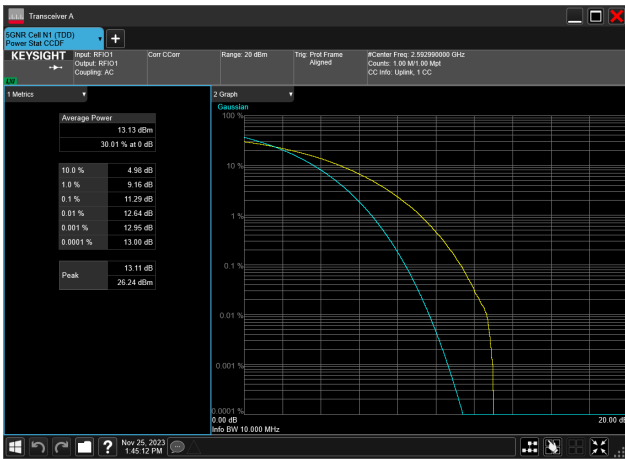 Transceiver A
5GNR Cell N1 (TDD)
Power Stat CCDF
KEYSIGHT
Input: RFIO1
Output: RFIO1
Coupling: AC
Corr CCorr
Range: 20 dBm
Trig: Prot Frame
Aligned
#Center Freq: 2.592990000 GHz
Counts: 1.00 M/1.00 Mpt
CC Info: Uplink, 1 CC
1 Metrics
Average Power
13.13 dBm
30.01 % at 0 dB
10.0 % 4.98 dB
1.0 % 9.16 dB
0.1 % 11.29 dB
0.01 % 12.64 dB
0.001 % 12.95 dB
0.0001 % 13.00 dB
Peak 13.11 dB
26.24 dBm
2 Graph
Gaussian
100 %
10 %
1 %
0.1 %
0.01 %
0.001 %
0.0001 %
0.00 dB
20.00 dB
Info BW 10.000 MHz
Nov 25, 2023
1:45:12 PM